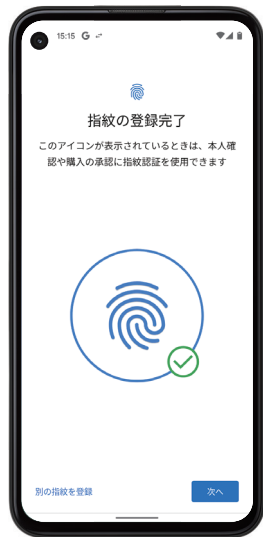 15:15 G
指紋の登録完了
このアイコンが表示されているときは、本人確
認や購入の承認に指紋認証を使用できます
別の指紋を登録
次へ